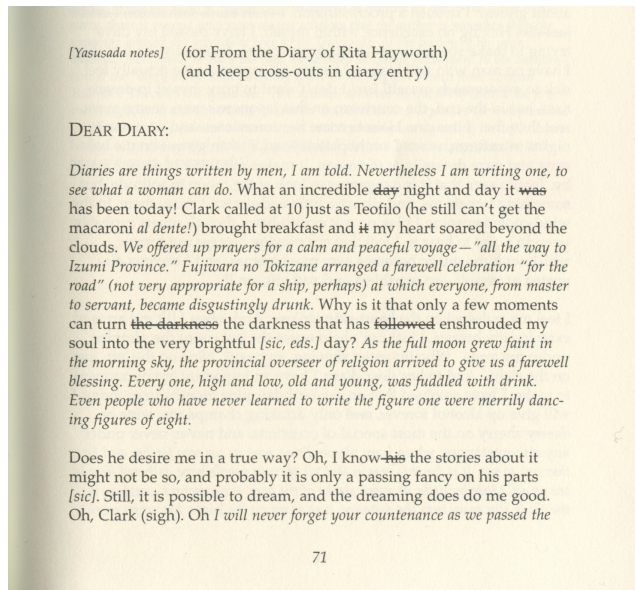 [Yasusada notes] (for From the Diary of Rita Hayworth)
(and keep cross-outs in diary entry)
DEAR DIARY:
Diaries are things written by men, I am told. Nevertheless I am writing one, to
see what a woman can do. What an incredible day night and day it was
has been today! Clark called at 10 just as Teofilo (he still can't get the
macaroni al dente!) brought breakfast and it my heart soared beyond the
clouds. We offered up prayers for a calm and peaceful voyage—"all the way to
Izumi Province." Fujiwara no Tokizane arranged a farewell celebration "for the
road" (not very appropriate for a ship, perhaps) at which everyone, from master
to servant, became disgustingly drunk. Why is it that only a few moments
can turn the darkness the darkness that has followed enshrouded my
soul into the very brightful [sic, eds.] day? As the full moon grew faint in
the morning sky, the provincial overseer of religion arrived to give us a farewell
blessing. Every one, high and low, old and young, was fuddled with drink.
Even people who have never learned to write the figure one were merrily danc-
ing figures of eight.
Does he desire me in a true way? Oh, I know his the stories about it
might not be so, and probably it is only a passing fancy on his parts
[sic]. Still, it is possible to dream, and the dreaming does do me good.
Oh, Clark (sigh). Oh I will never forget your countenance as we passed the
71